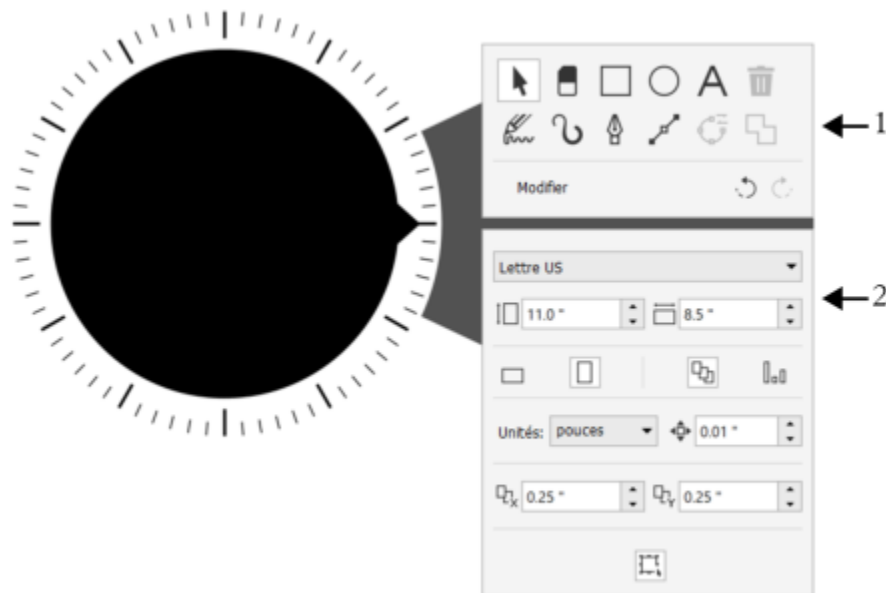 A
1
Modifier
Lettre US
2
11.0 " 8.5 "
Unités: pouces 0.01 "
X 0.25 " Y 0.25 "